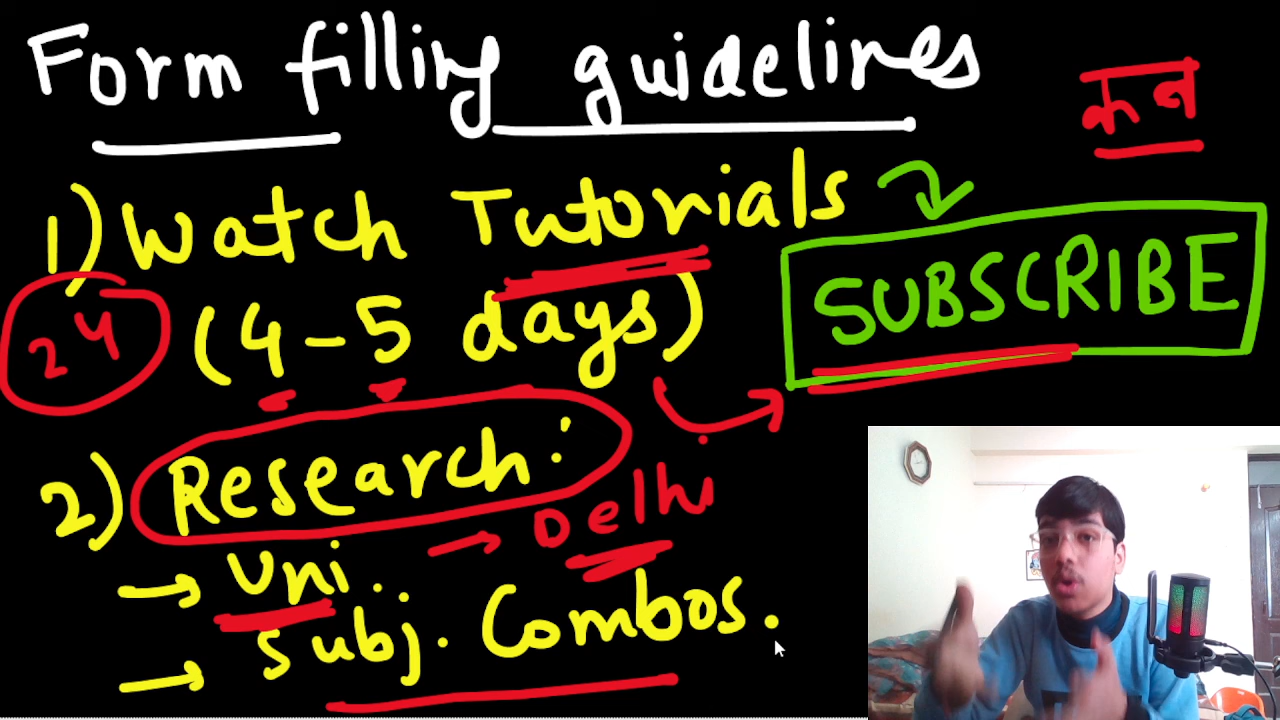 Form filling guidelines
कल
1) Watch Tutorials
SUBSCRIBE
24
(4-5 days)
2) Research:
→ Delhi
→ Uni.
→ Subj. Combos.